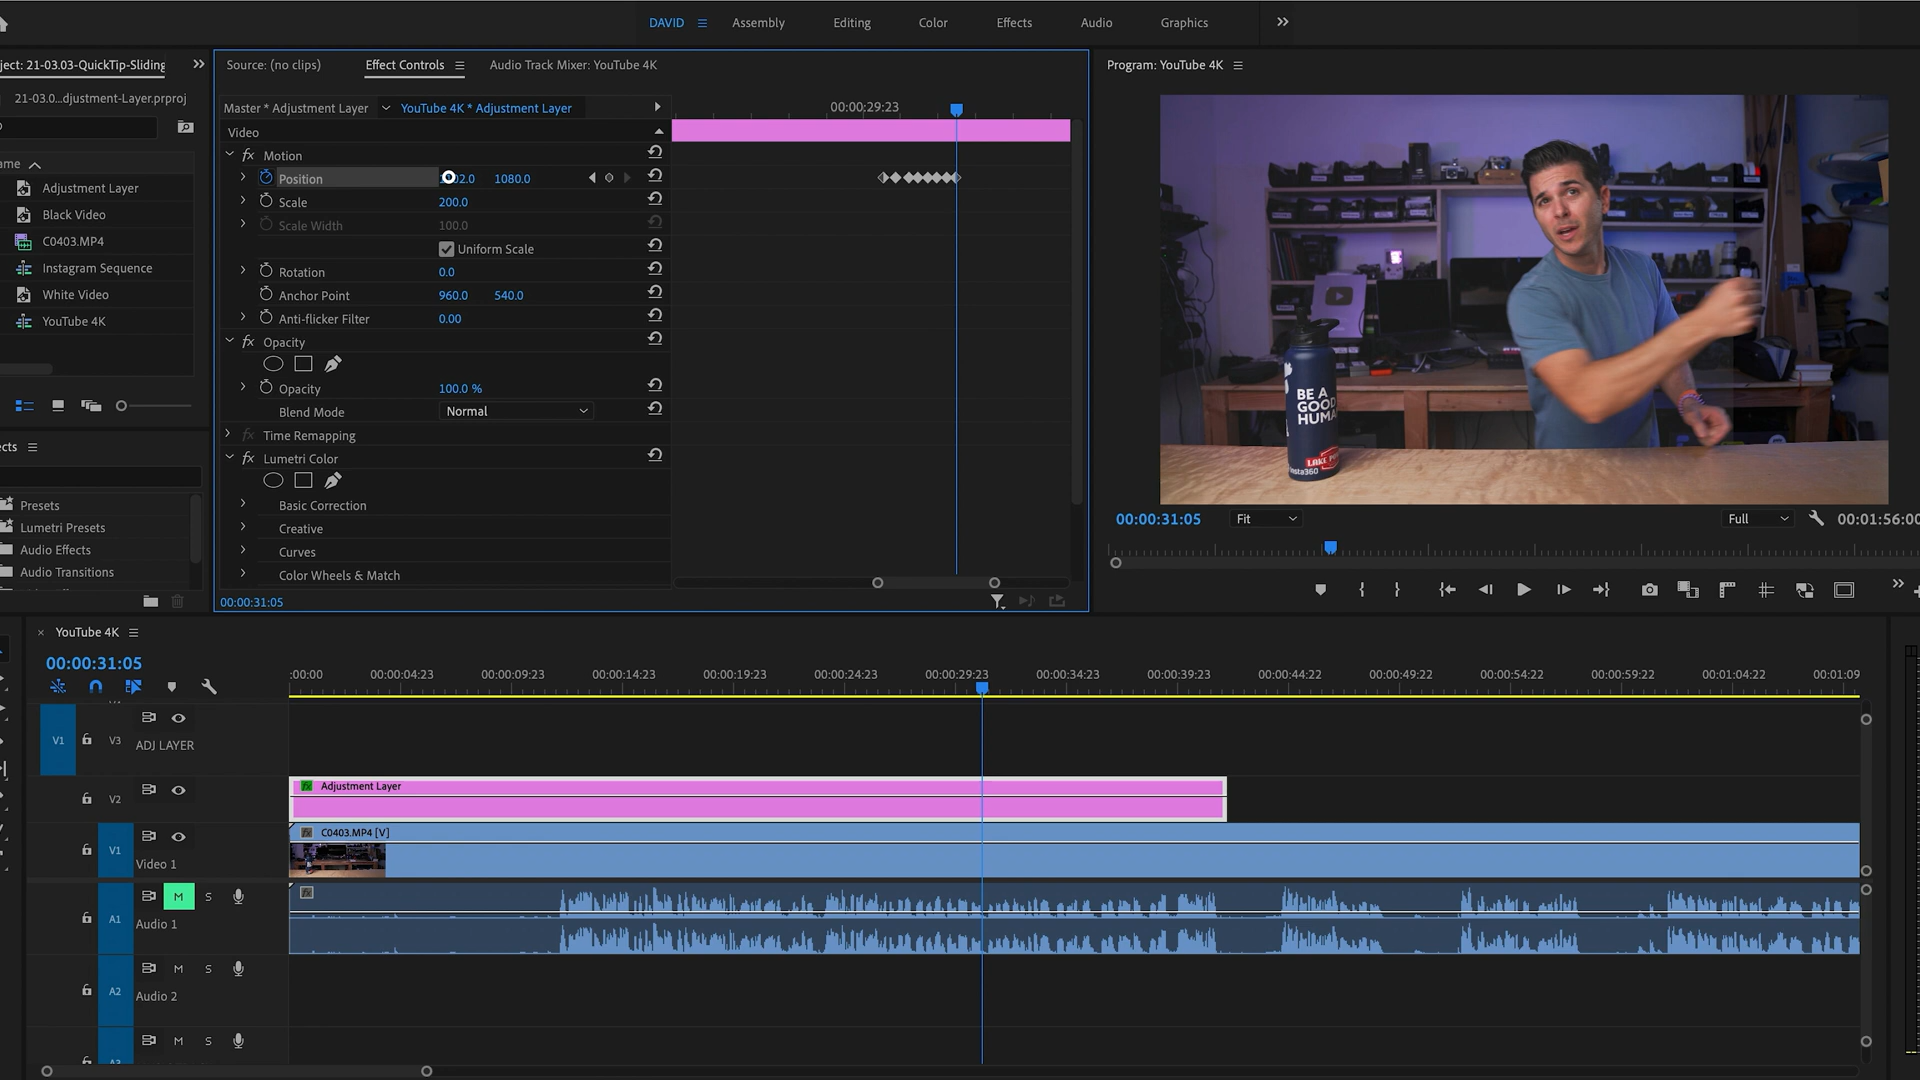 DAVID
Assembly
Editing
Color
Effects
Audio
Graphics
ject: 21-03.03-QuickTip-Sliding
21-03.0...djustment-Layer.prproj
ame
Adjustment Layer
Black Video
C0403.MP4
Instagram Sequence
White Video
YouTube 4K
cts
Presets
Lumetri Presets
Audio Effects
Audio Transitions
Source: (no clips)
Effect Controls
Audio Track Mixer: YouTube 4K
Master * Adjustment Layer
YouTube 4K * Adjustment Layer
00:00:29:23
Video
fx Motion
Position 1080.0
Scale 200.0
Scale Width 100.0
Uniform Scale
Rotation 0.0
Anchor Point 960.0 540.0
Anti-flicker Filter 0.00
fx Opacity
Opacity 100.0 %
Blend Mode Normal
fx Time Remapping
fx Lumetri Color
Basic Correction
Creative
Curves
Color Wheels & Match
00:00:31:05
Program: YouTube 4K
BE A
GOOD
HUMA
LAKE
insta360
00:00:31:05
Fit
Full
00:01:56:00
YouTube 4K
00:00:31:05
:00:00
00:00:04:23
00:00:09:23
00:00:14:23
00:00:19:23
00:00:24:23
00:00:29:23
00:00:34:23
00:00:39:23
00:00:44:22
00:00:49:22
00:00:54:22
00:00:59:22
00:01:04:22
00:01:09
V1
V3
ADJ LAYER
V2
fx Adjustment Layer
V1
Video 1
fx C0403.MP4 [V]
A1
M S
Audio 1
fx
A2
M S
Audio 2
A3
M S